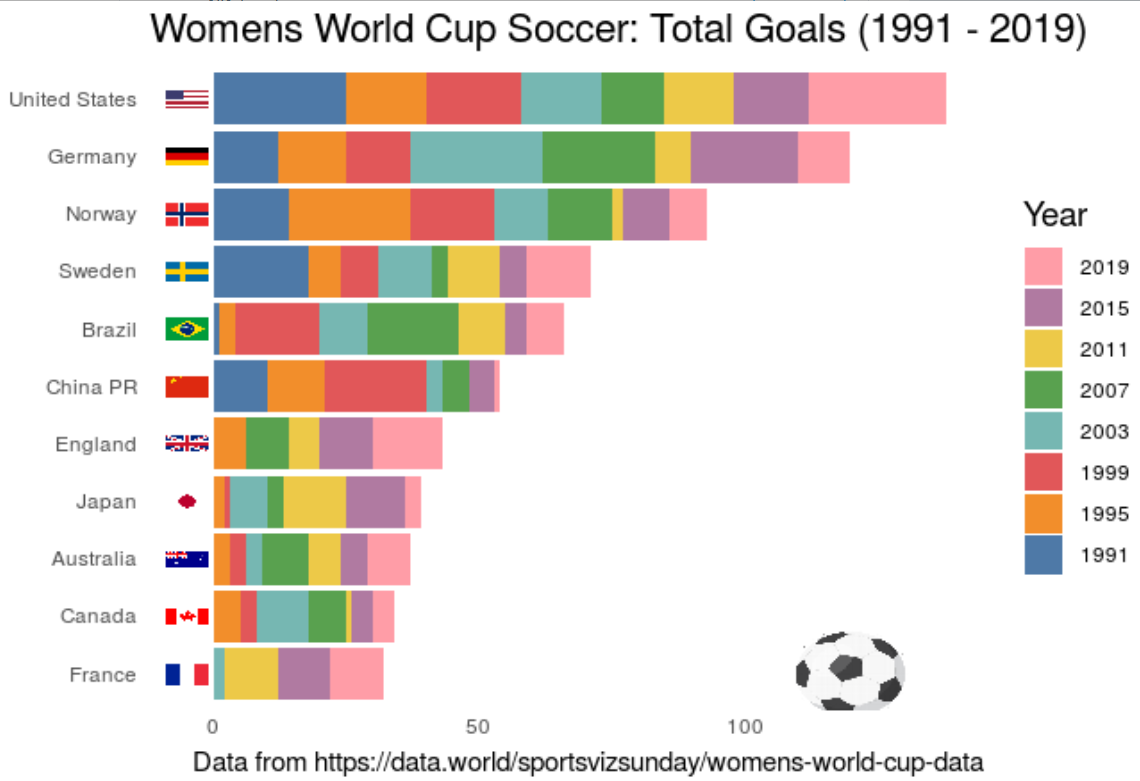 Womens World Cup Soccer: Total Goals (1991 - 2019)
United States
Germany
Norway
Sweden
Brazil
China PR
England
Japan
Australia
Canada
France
0 50 100
Year
2019
2015
2011
2007
2003
1999
1995
1991
Data from https://data.world/sportsvizsunday/womens-world-cup-data